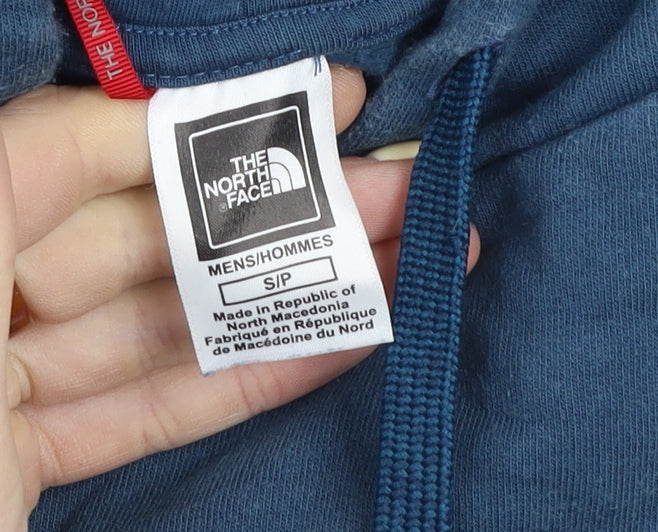 THE NOR
THE
NORTH
FACE
MENS/HOMMES
S/P
Made in Republic of
North Macedonia
Fabriqué en République
de Macédoine du Nord